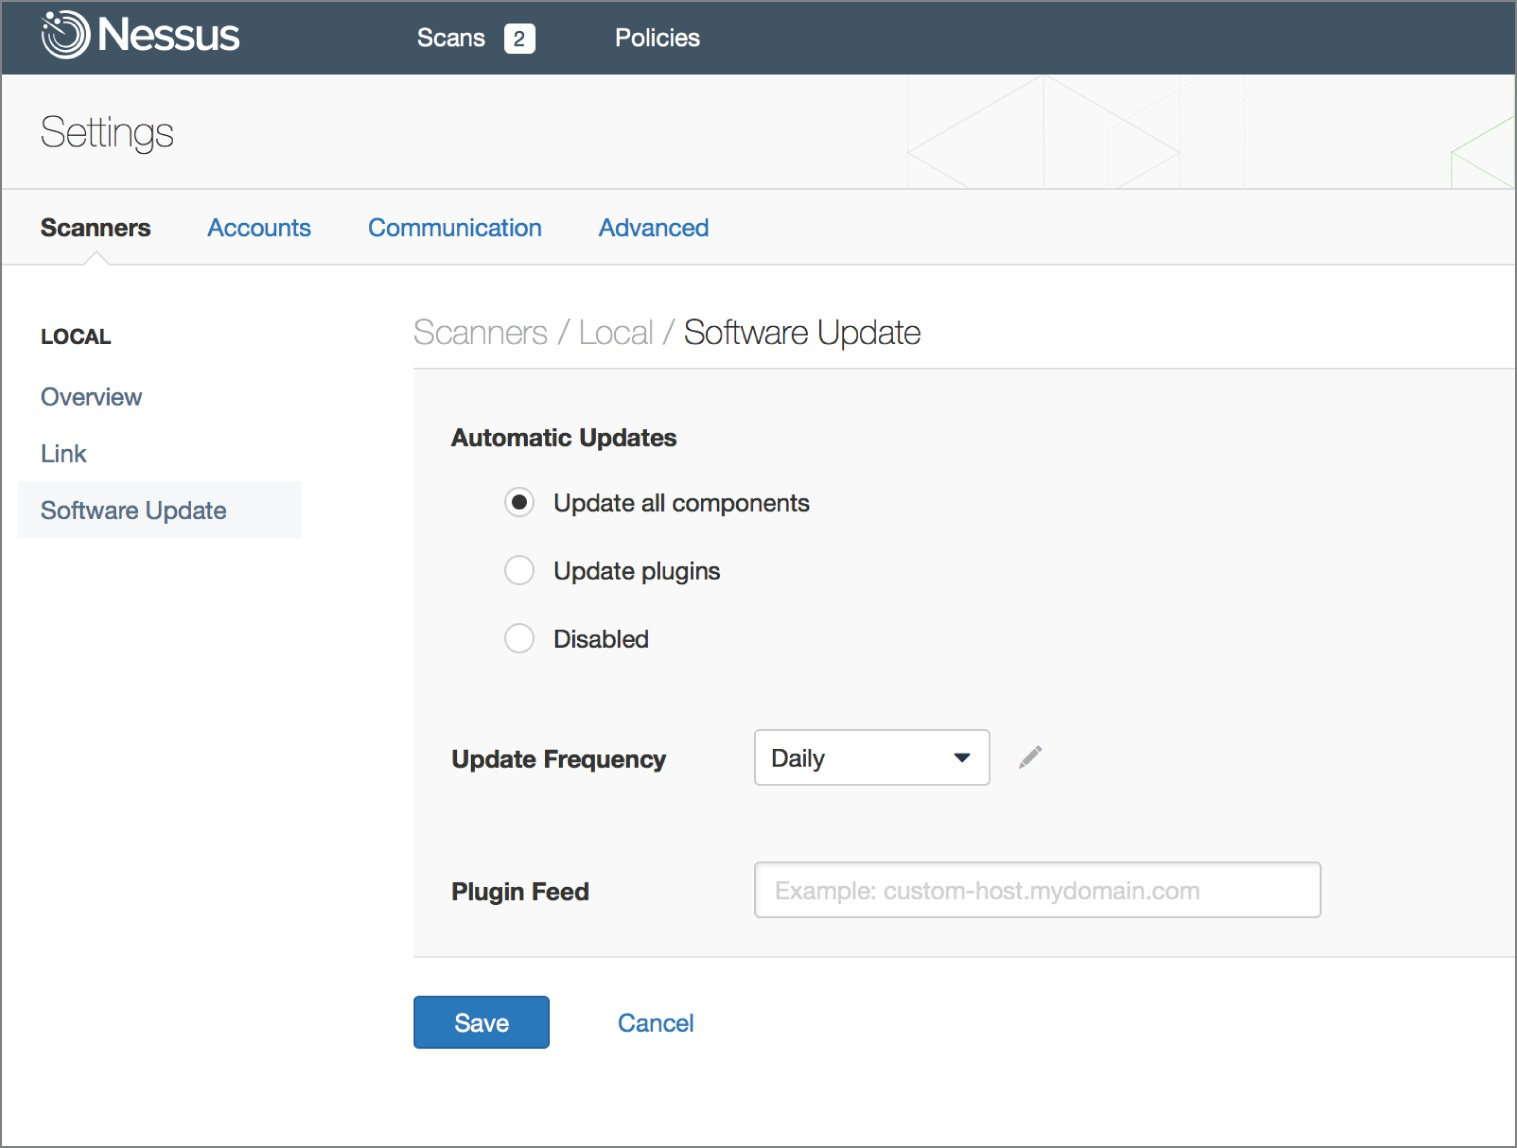 Nessus
Scans 2
Policies
Settings
Scanners
Accounts
Communication
Advanced
LOCAL
Overview
Link
Software Update
Scanners / Local / Software Update
Automatic Updates
Update all components
Update plugins
Disabled
Update Frequency
Daily
Plugin Feed
Example: custom-host.mydomain.com
Save
Cancel